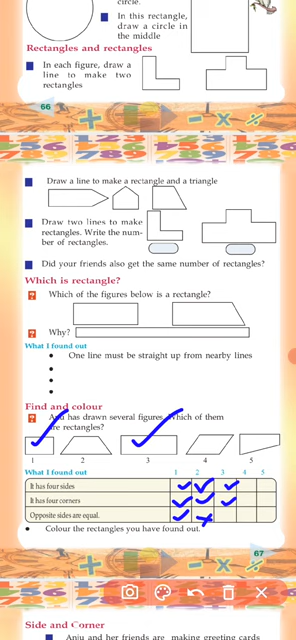 circle.
In this rectangle,
draw a circle in
the middle
Rectangles and rectangles
In each figure, draw a
line to make two
rectangles
66
Draw a line to make a rectangle and a triangle
Draw two lines to make
rectangles. Write the num-
ber of rectangles.
Did your friends also get the same number of rectangles?
Which is rectangle?
? Which of the figures below is a rectangle?
? Why?
What I found out
• One line must be straight up from nearby lines
•
•
•
Find and colour
? has drawn several figures. Which of them
are rectangles?
1 2 3 4 5
What I found out 1 2 3 4 5
It has four sides ✓ ✓ ✓
It has four corners ✓ ✓ ✓
Opposite sides are equal. ✓ ✗
• Colour the rectangles you have found out.
67
Side and Corner
Anju and her friends are making greeting cards